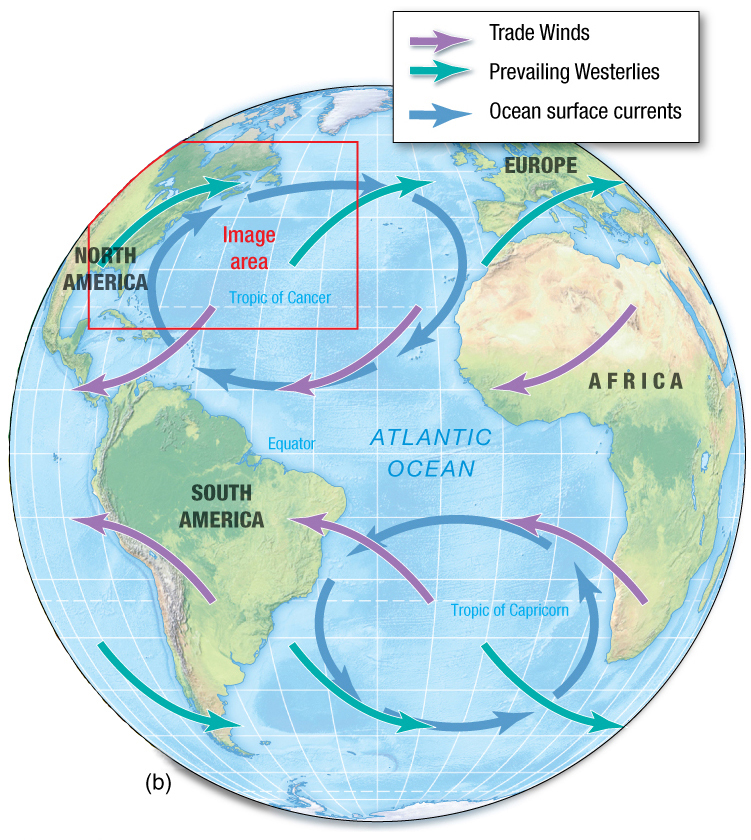 Trade Winds
Prevailing Westerlies
Ocean surface currents
EUROPE
Image
area
NORTH
AMERICA
Tropic of Cancer
AFRICA
ATLANTIC
OCEAN
Equator
SOUTH
AMERICA
Tropic of Capricorn
(b)